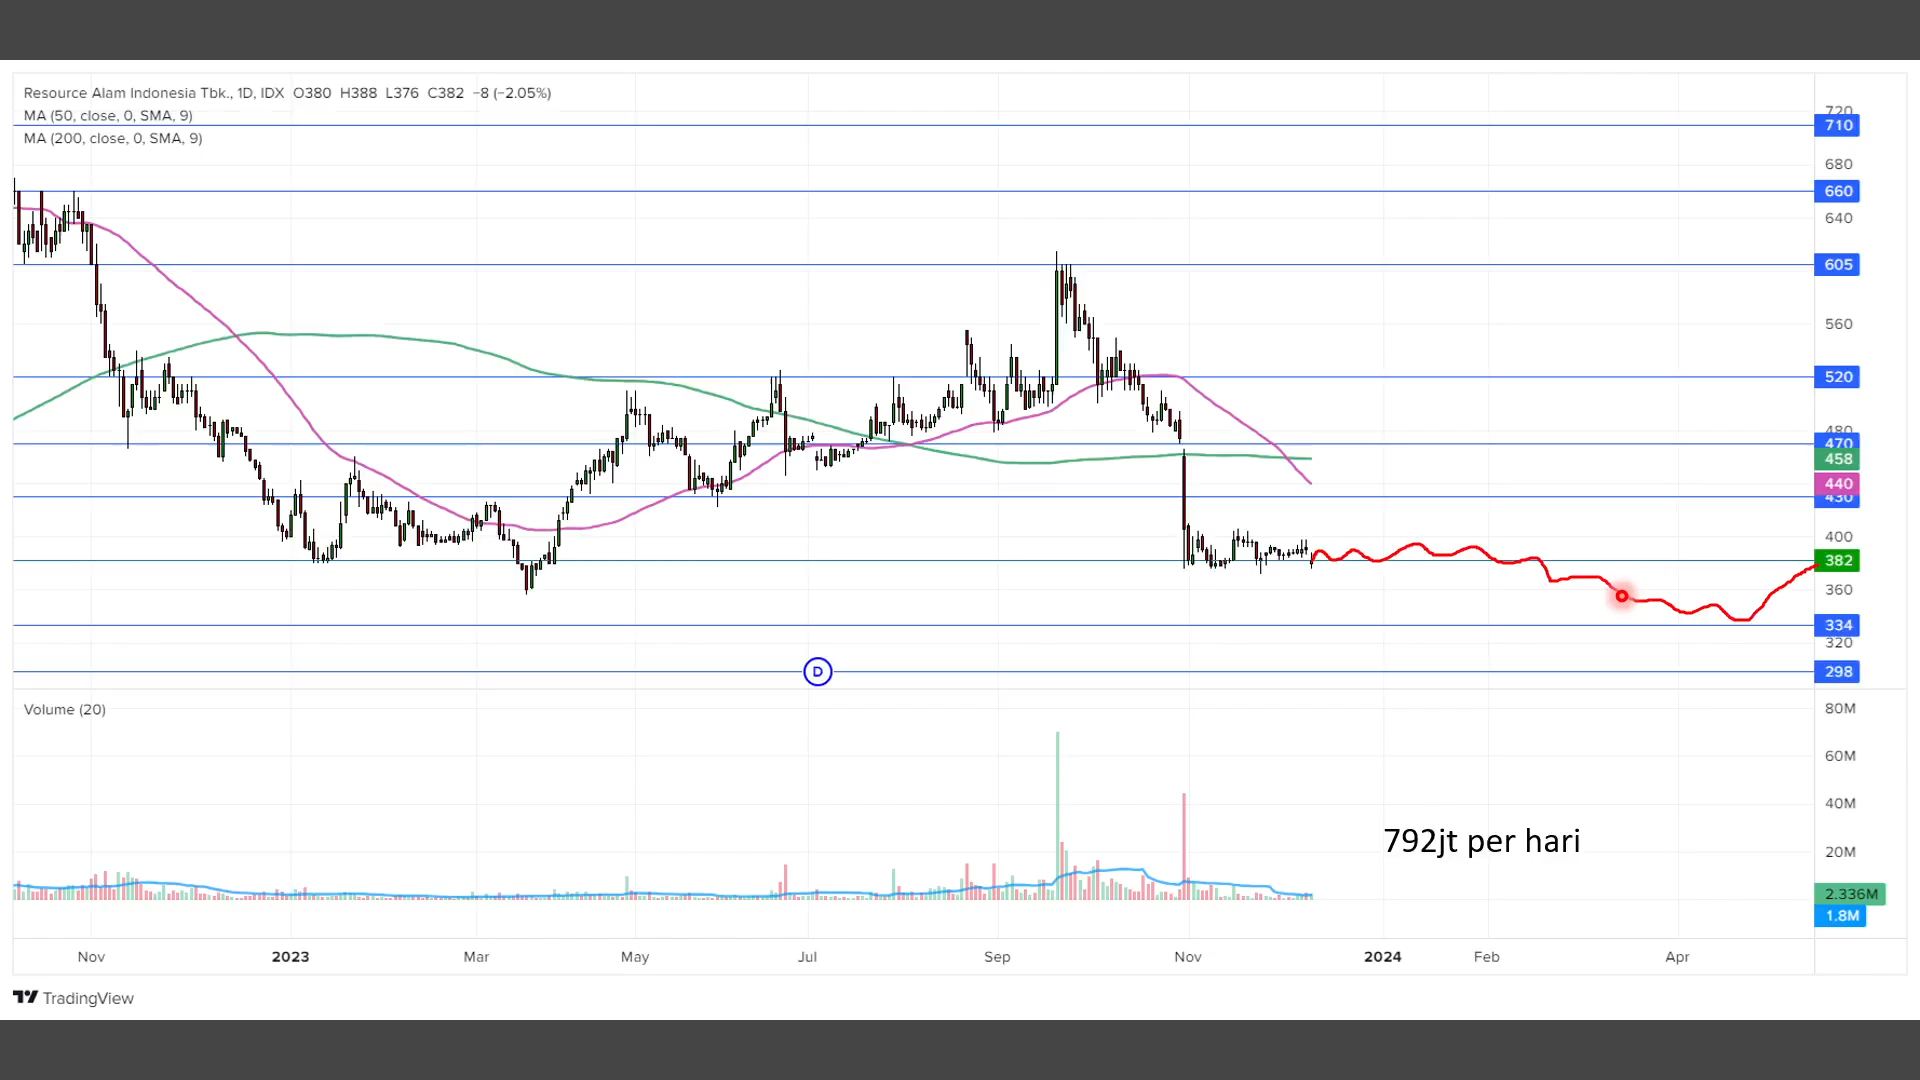 Resource Alam Indonesia Tbk., 1D, IDX O380 H388 L376 C382 −8 (−2.05%)
MA (50, close, 0, SMA, 9)
MA (200, close, 0, SMA, 9)
720
710
680
660
640
605
560
520
480
470
458
440
430
400
382
360
334
320
298
D
Volume (20)
80M
60M
40M
792jt per hari
20M
2.336M
1.8M
Nov 2023 Mar May Jul Sep Nov 2024 Feb Apr
TradingView